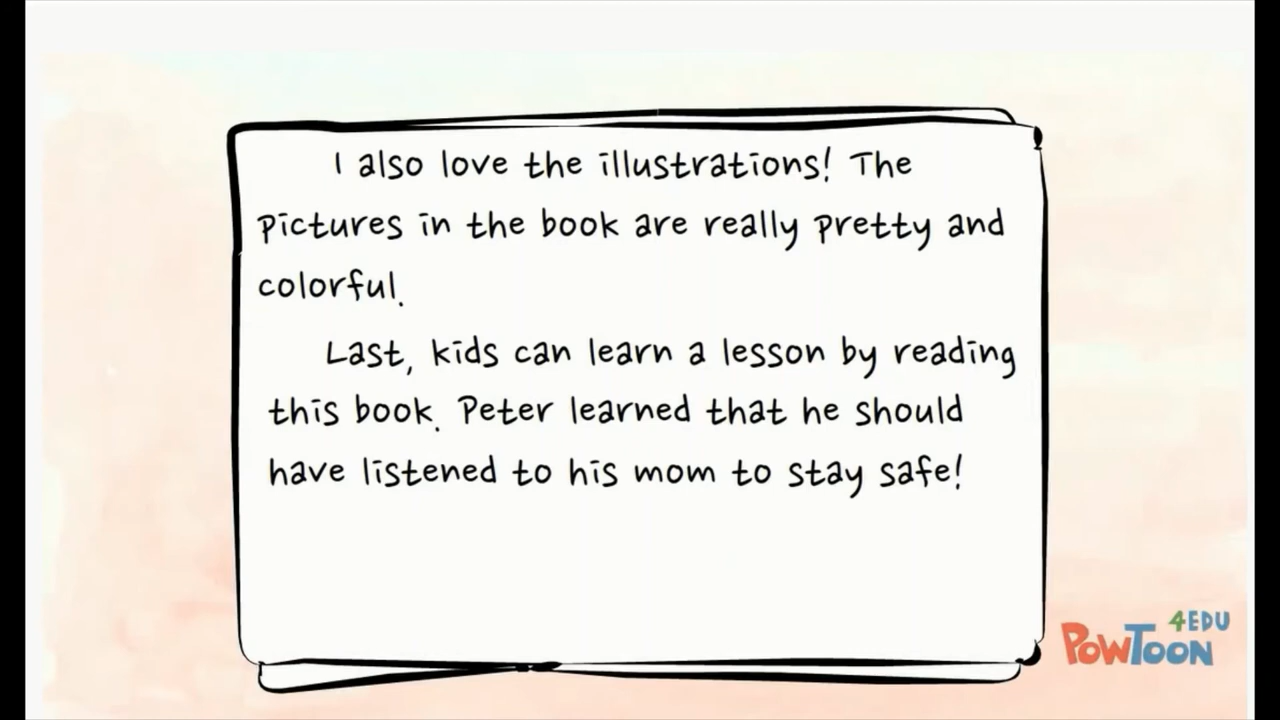 I also love the illustrations! The
pictures in the book are really pretty and
colorful.
Last, kids can learn a lesson by reading
this book. Peter learned that he should
have listened to his mom to stay safe!
4EDU
POWTOON